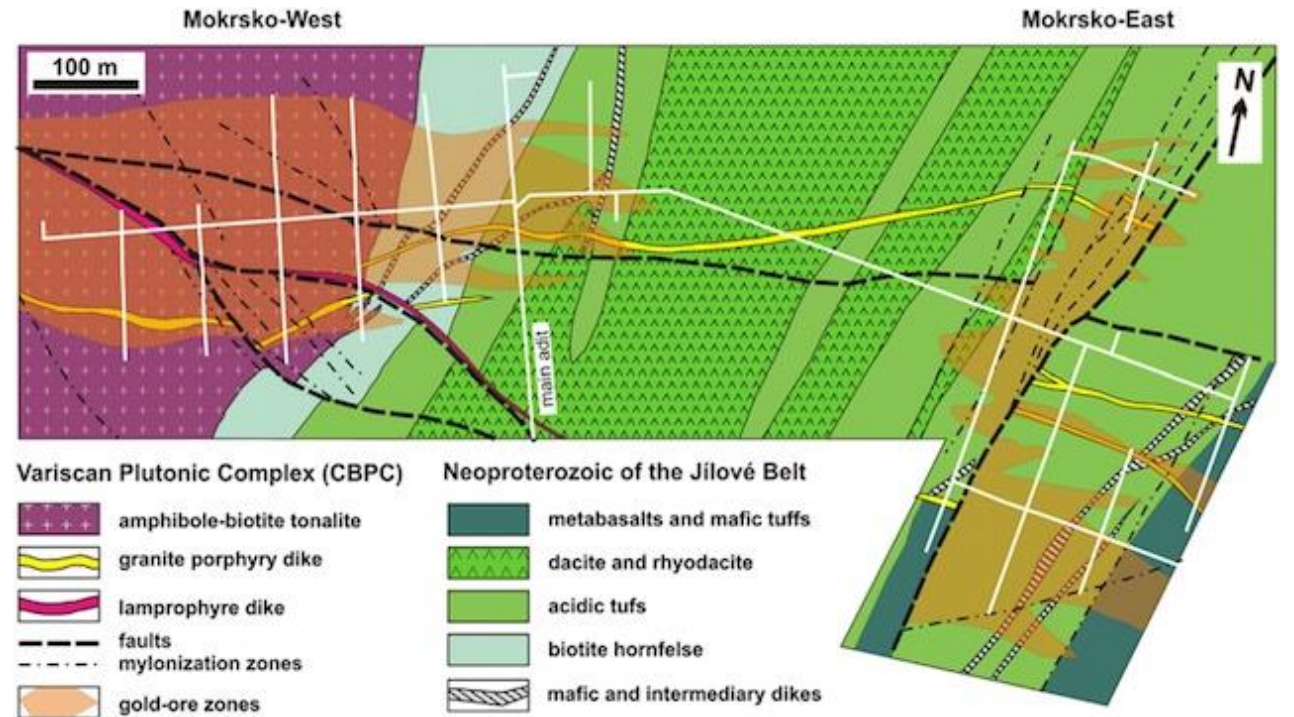 Mokrsko-West
Mokrsko-East
100 m
N
main adit
Variscan Plutonic Complex (CBPC)
amphibole-biotite tonalite
granite porphyry dike
lamprophyre dike
faults
mylonization zones
gold-ore zones
Neoproterozoic of the Jílové Belt
metabasalts and mafic tuffs
dacite and rhyodacite
acidic tufs
biotite hornfelse
mafic and intermediary dikes